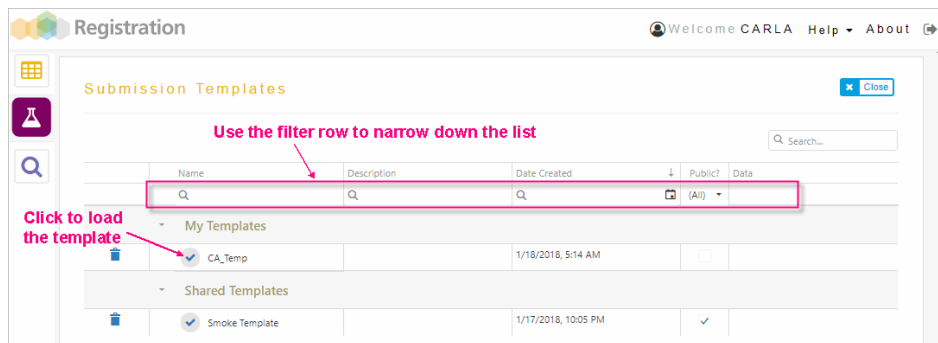 Registration
Welcome CARLA Help About
Submission Templates
Close
Use the filter row to narrow down the list
Search...
Name Description Date Created Public? Data
(All)
Click to load
the template
My Templates
CA_Temp 1/18/2018, 5:14 AM
Shared Templates
Smoke Template 1/17/2018, 10:05 PM